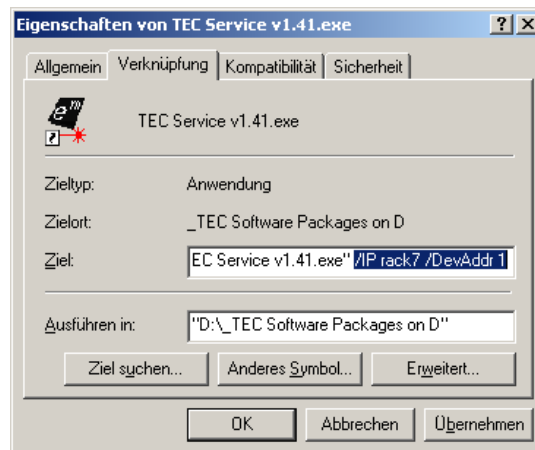 Eigenschaften von TEC Service v1.41.exe
Allgemein Verknüpfung Kompatibilität Sicherheit
em
TEC Service v1.41.exe
Zieltyp: Anwendung
Zielort: _TEC Software Packages on D
Ziel: EC Service v1.41.exe" /IP rack7 /DevAddr 1
Ausführen in: "D:\_TEC Software Packages on D"
Ziel suchen... Anderes Symbol... Erweitert...
OK Abbrechen Übernehmen